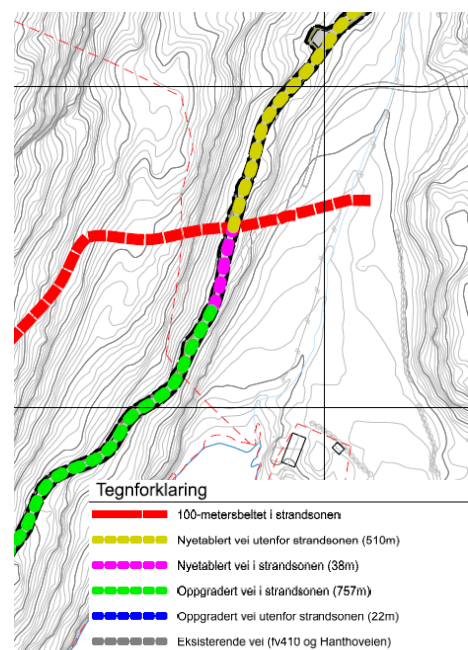 Tegnforklaring
100-metersbeltet i strandsonen
Nyetablert vei utenfor strandsonen (510m)
Nyetablert vei i strandsonen (38m)
Oppgradert vei i strandsonen (757m)
Oppgradert vei utenfor strandsonen (22m)
Eksisterende vei (fv410 og Hanthoveien)